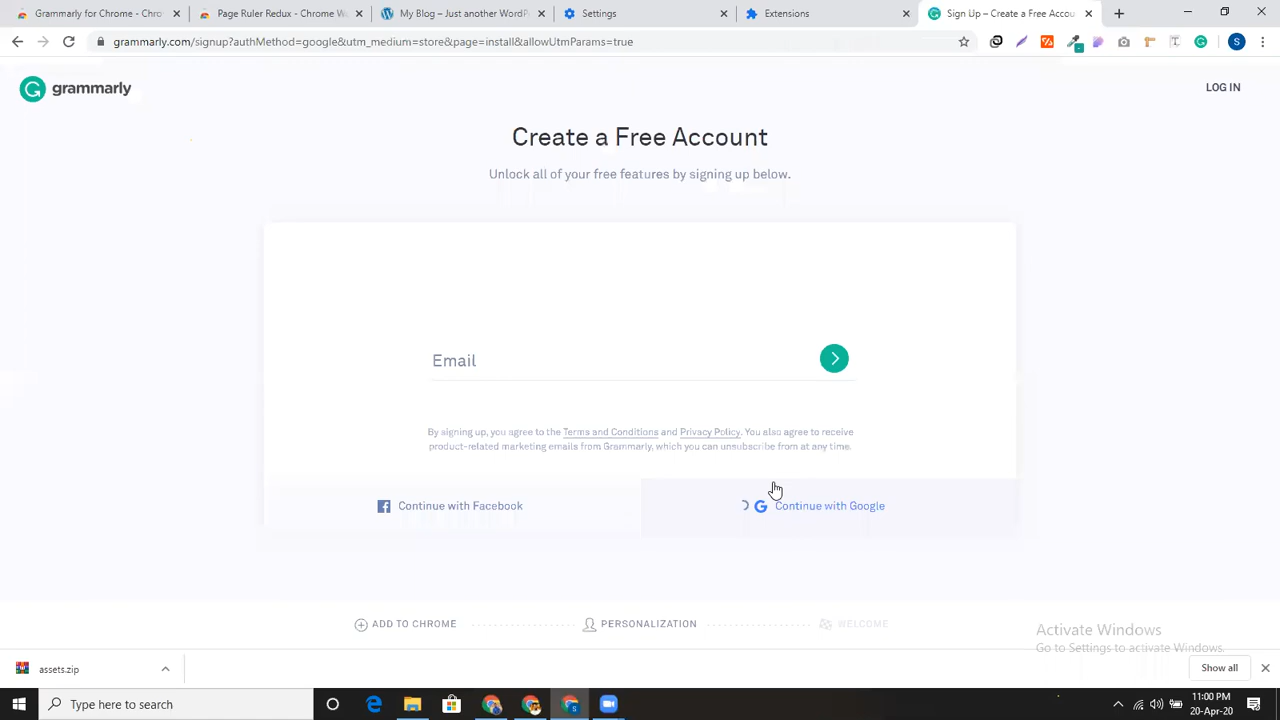 Grammarly for Chrome - Chro
Page Ruler Redux - Chrome W
My Blog – Just another WordP
Settings
Extensions
Sign Up – Create a Free Accou
grammarly.com/signup?authMethod=google&utm_medium=store&page=install&allowUtmParams=true
S
grammarly
LOG IN
Create a Free Account
Unlock all of your free features by signing up below.
Email
By signing up, you agree to the Terms and Conditions and Privacy Policy. You also agree to receive
product-related marketing emails from Grammarly, which you can unsubscribe from at any time.
Continue with Facebook
Continue with Google
ADD TO CHROME
PERSONALIZATION
WELCOME
Activate Windows
Go to Settings to activate Windows.
assets.zip
Show all
Type here to search
11:00 PM
20-Apr-20